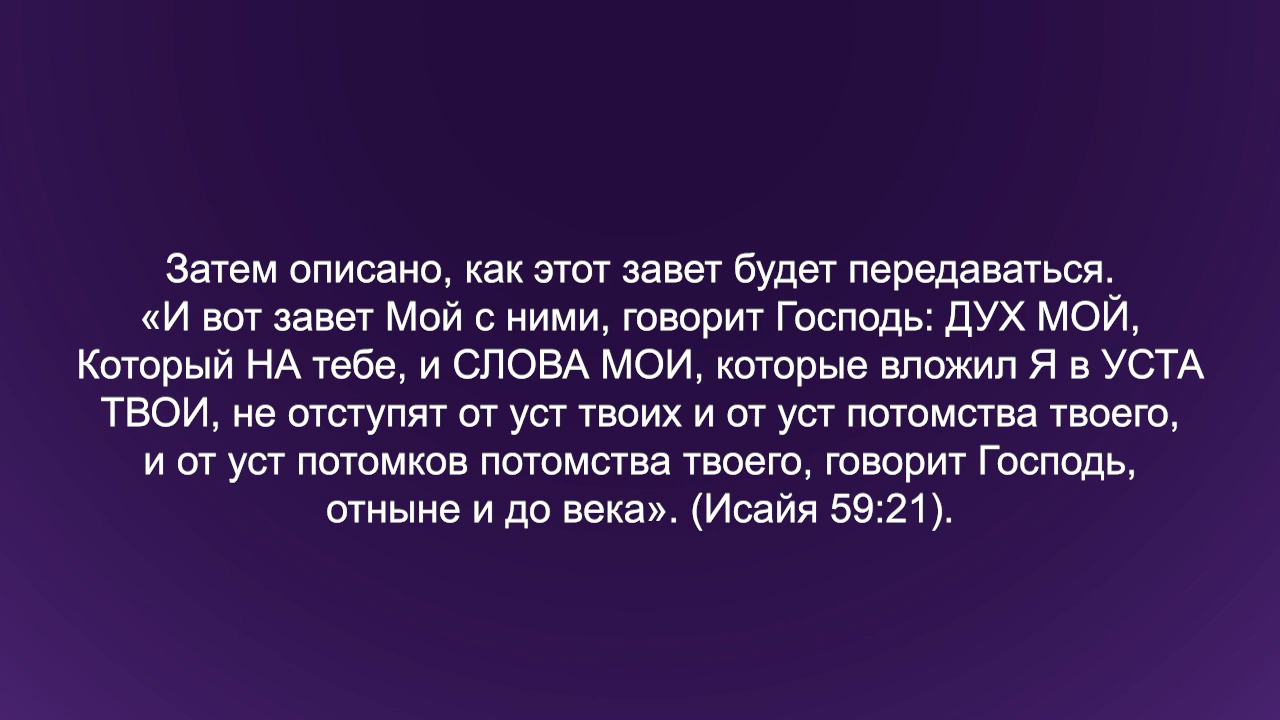 Затем описано, как этот завет будет передаваться.
«И вот завет Мой с ними, говорит Господь: ДУХ МОЙ,
Который НА тебе, и СЛОВА МОИ, которые вложил Я в УСТА
ТВОИ, не отступят от уст твоих и от уст потомства твоего,
и от уст потомков потомства твоего, говорит Господь,
отныне и до века». (Исайя 59:21).